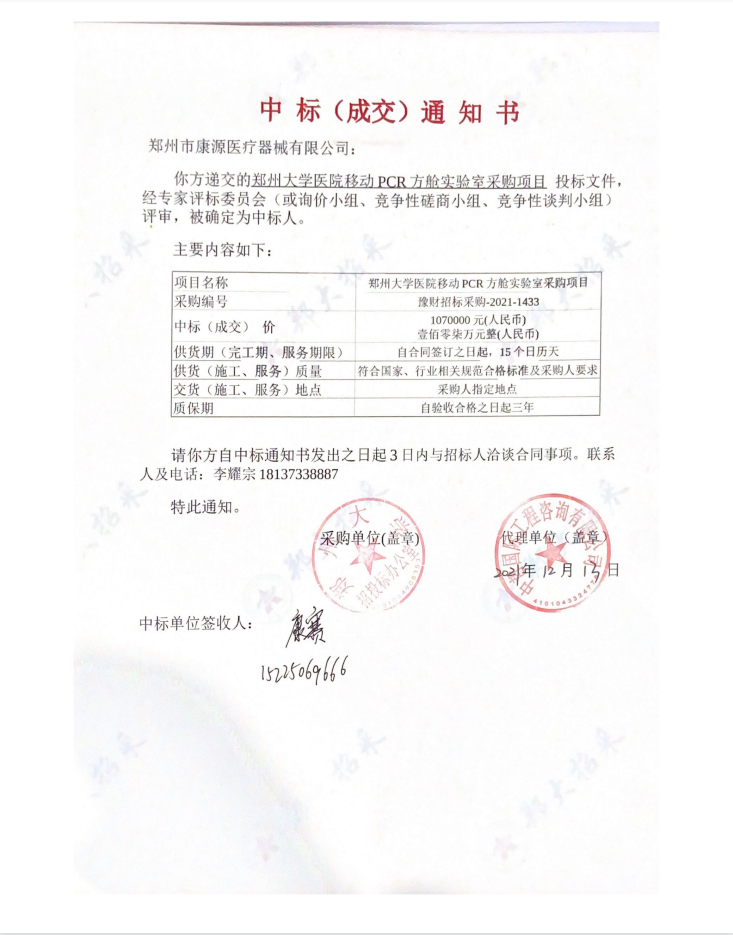 中 标（成交）通 知 书
郑州市康源医疗器械有限公司：
你方递交的郑州大学医院移动 PCR 方舱实验室采购项目 投标文件，
经专家评标委员会（或询价小组、竞争性磋商小组、竞争性谈判小组）
评审，被确定为中标人。
主要内容如下：
项目名称 郑州大学医院移动 PCR 方舱实验室采购项目
采购编号 豫财招标采购-2021-1433
中标（成交） 价 1070000 元(人民币)
壹佰零柒万元整(人民币)
供货期（完工期、服务期限） 自合同签订之日起，15 个日历天
供货（施工、服务）质量 符合国家、行业相关规范合格标准及采购人要求
交货（施工、服务）地点 采购人指定地点
质保期 自验收合格之日起三年
请你方自中标通知书发出之日起 3 日内与招标人洽谈合同事项。联系
人及电话：李耀宗 18137338887
特此通知。
采购单位(盖章) 代理单位（盖章）
郑州大学
招投标办公室
2021年 12 月 日
中标单位签收人：
康赛
15225069666